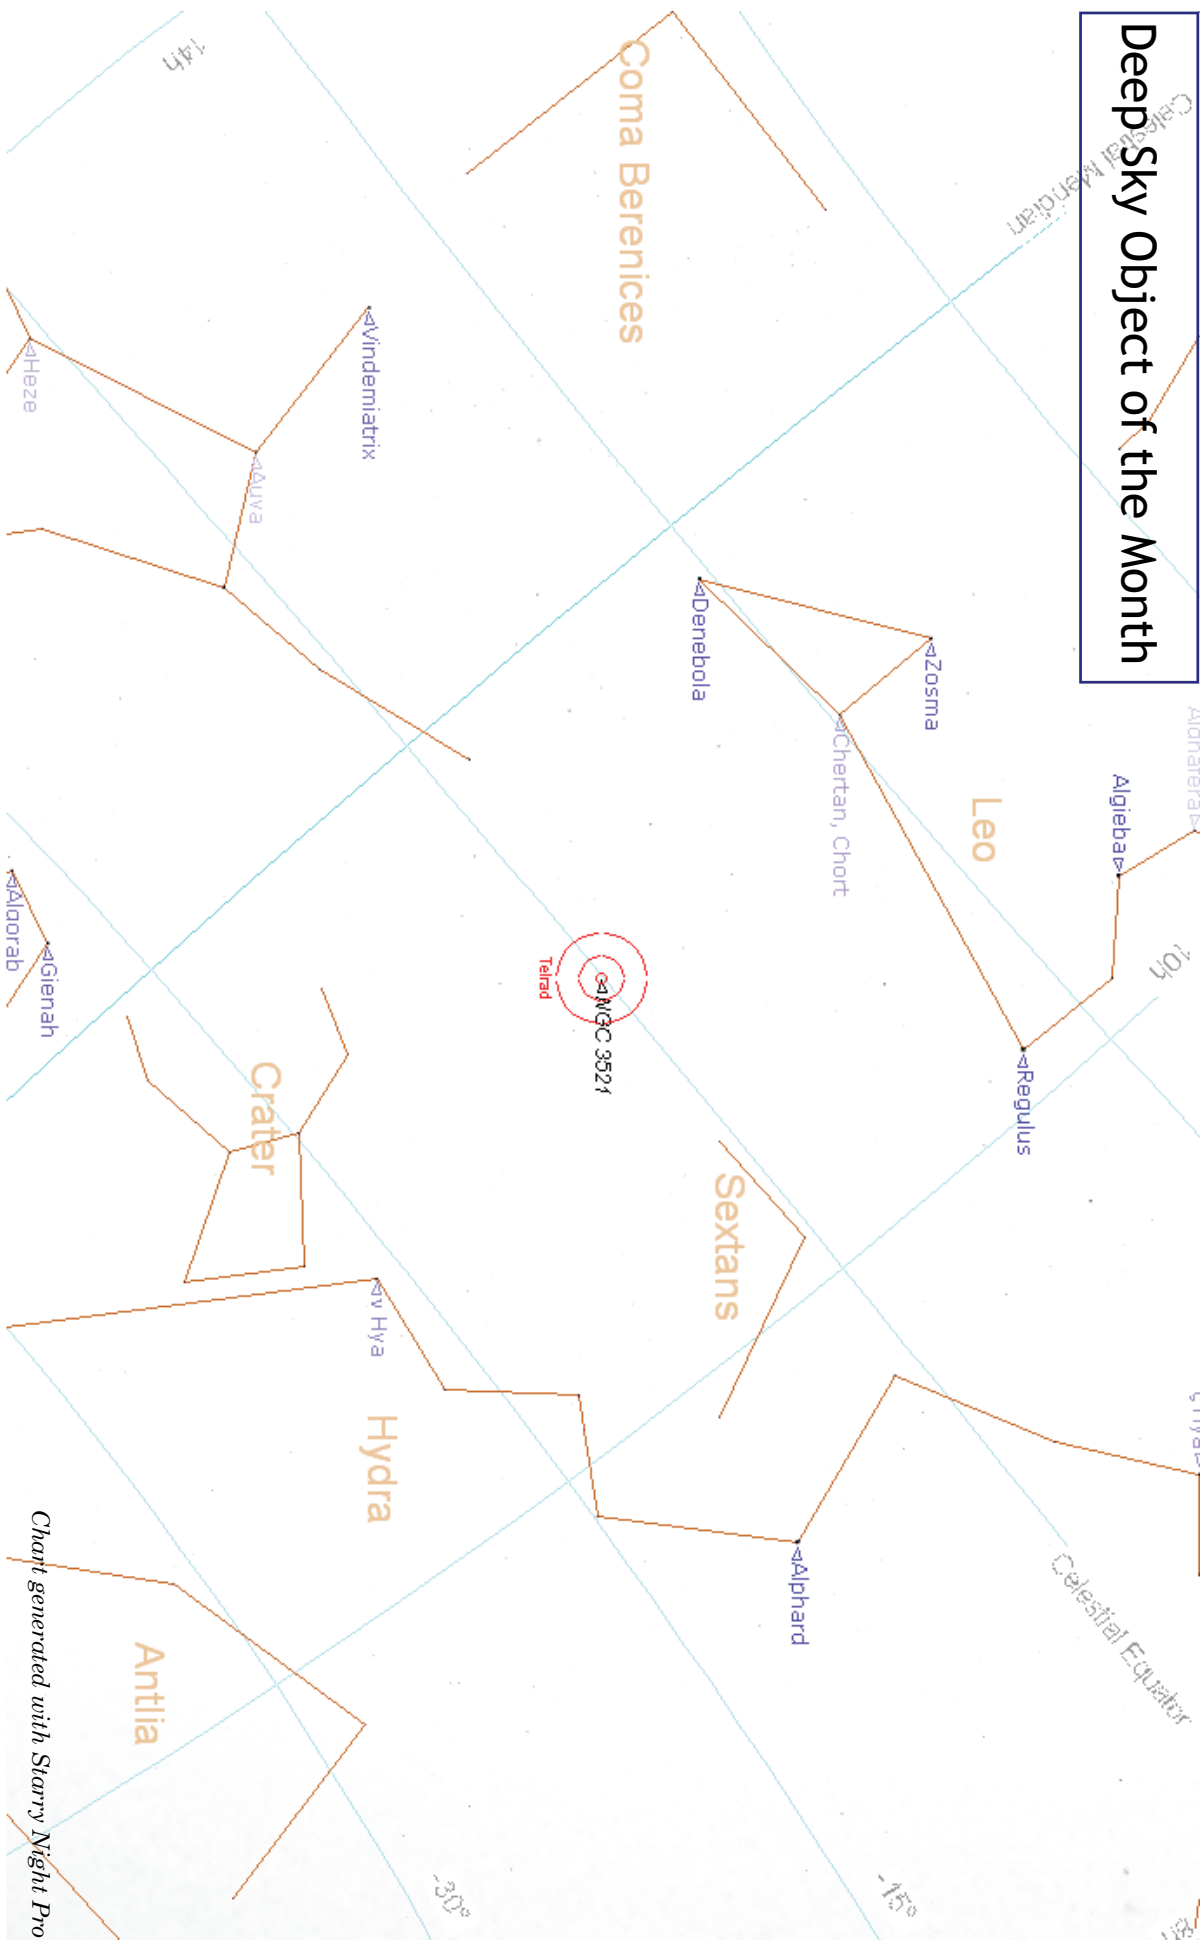 Deep Sky Object of the Month
Celestial Meridian
14h
Coma Berenices
Vindemiatrix
Heze
Auva
Denebola
Zosma
Chertan, Chort
Leo
Algieba
10h
Regulus
Telrad
NGC 3521
Algorab
Gienah
Crater
Sextans
ν Hya
Hydra
Alphard
Celestial Equator
Antlia
-30°
-15°
Chart generated with Starry Night Pro